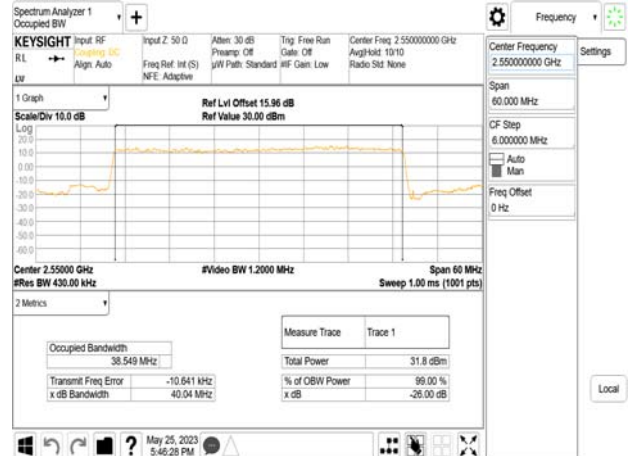 Spectrum Analyzer 1
Occupied BW
Frequency
KEYSIGHT
Input: RF
Coupling: DC
Align: Auto
Input Z: 50 Ω
Freq Ref: Int (S)
NFE: Adaptive
Atten: 30 dB
Preamp: Off
µW Path: Standard
Trig: Free Run
Gate: Off
#IF Gain: Low
Center Freq: 2.550000000 GHz
Avg|Hold: 10/10
Radio Std: None
RL
Center Frequency
2.550000000 GHz
Settings
Span
60.000 MHz
CF Step
6.000000 MHz
Auto
Man
Freq Offset
0 Hz
Local
1 Graph
Scale/Div 10.0 dB
Ref Lvl Offset 15.96 dB
Ref Value 30.00 dBm
Log
20.0
10.0
0.00
-10.0
-20.0
-30.0
-40.0
-50.0
-60.0
Center 2.55000 GHz
#Res BW 430.00 kHz
#Video BW 1.2000 MHz
Span 60 MHz
Sweep 1.00 ms (1001 pts)
2 Metrics
Occupied Bandwidth
38.549 MHz
Transmit Freq Error -10.641 kHz
x dB Bandwidth 40.04 MHz
Measure Trace Trace 1
Total Power 31.8 dBm
% of OBW Power 99.00 %
x dB -26.00 dB
May 25, 2023
5:46:28 PM